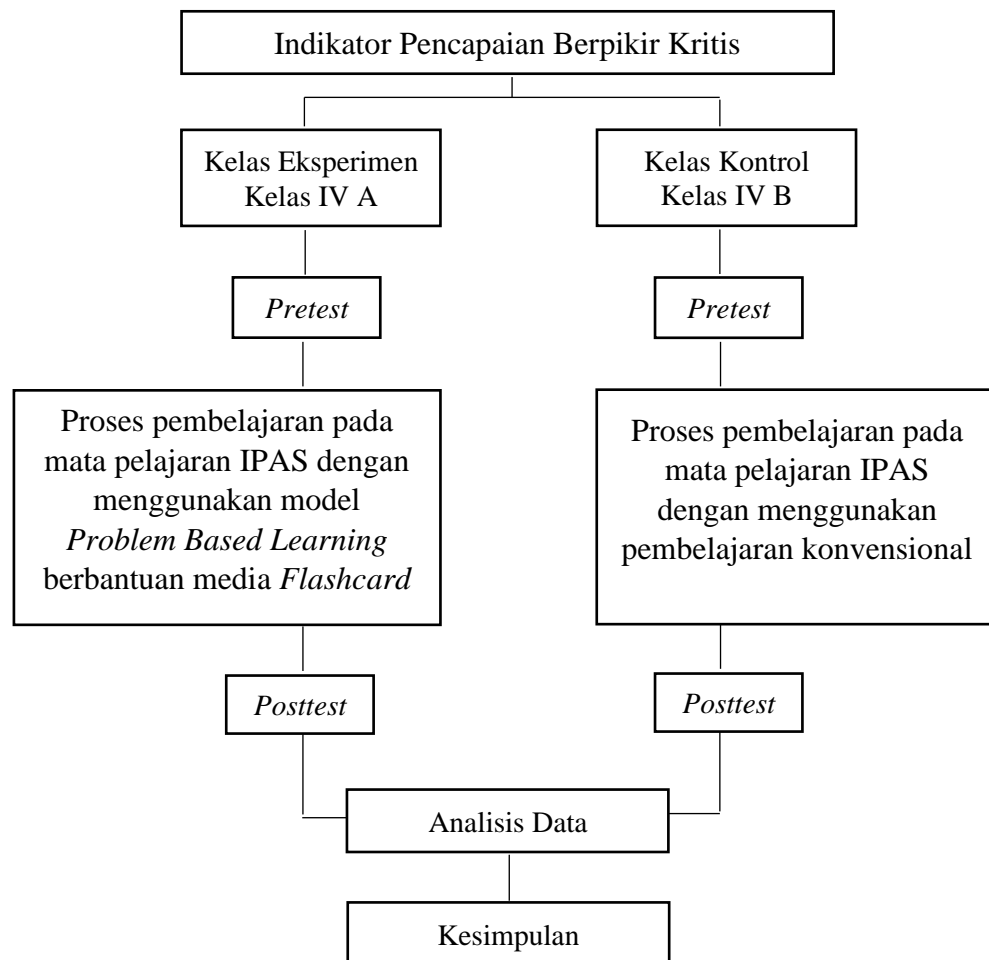 Indikator Pencapaian Berpikir Kritis
Kelas Eksperimen
Kelas IV A
Kelas Kontrol
Kelas IV B
Pretest
Pretest
Proses pembelajaran pada
mata pelajaran IPAS dengan
menggunakan model
Problem Based Learning
berbantuan media Flashcard
Proses pembelajaran pada
mata pelajaran IPAS
dengan menggunakan
pembelajaran konvensional
Posttest
Posttest
Analisis Data
Kesimpulan